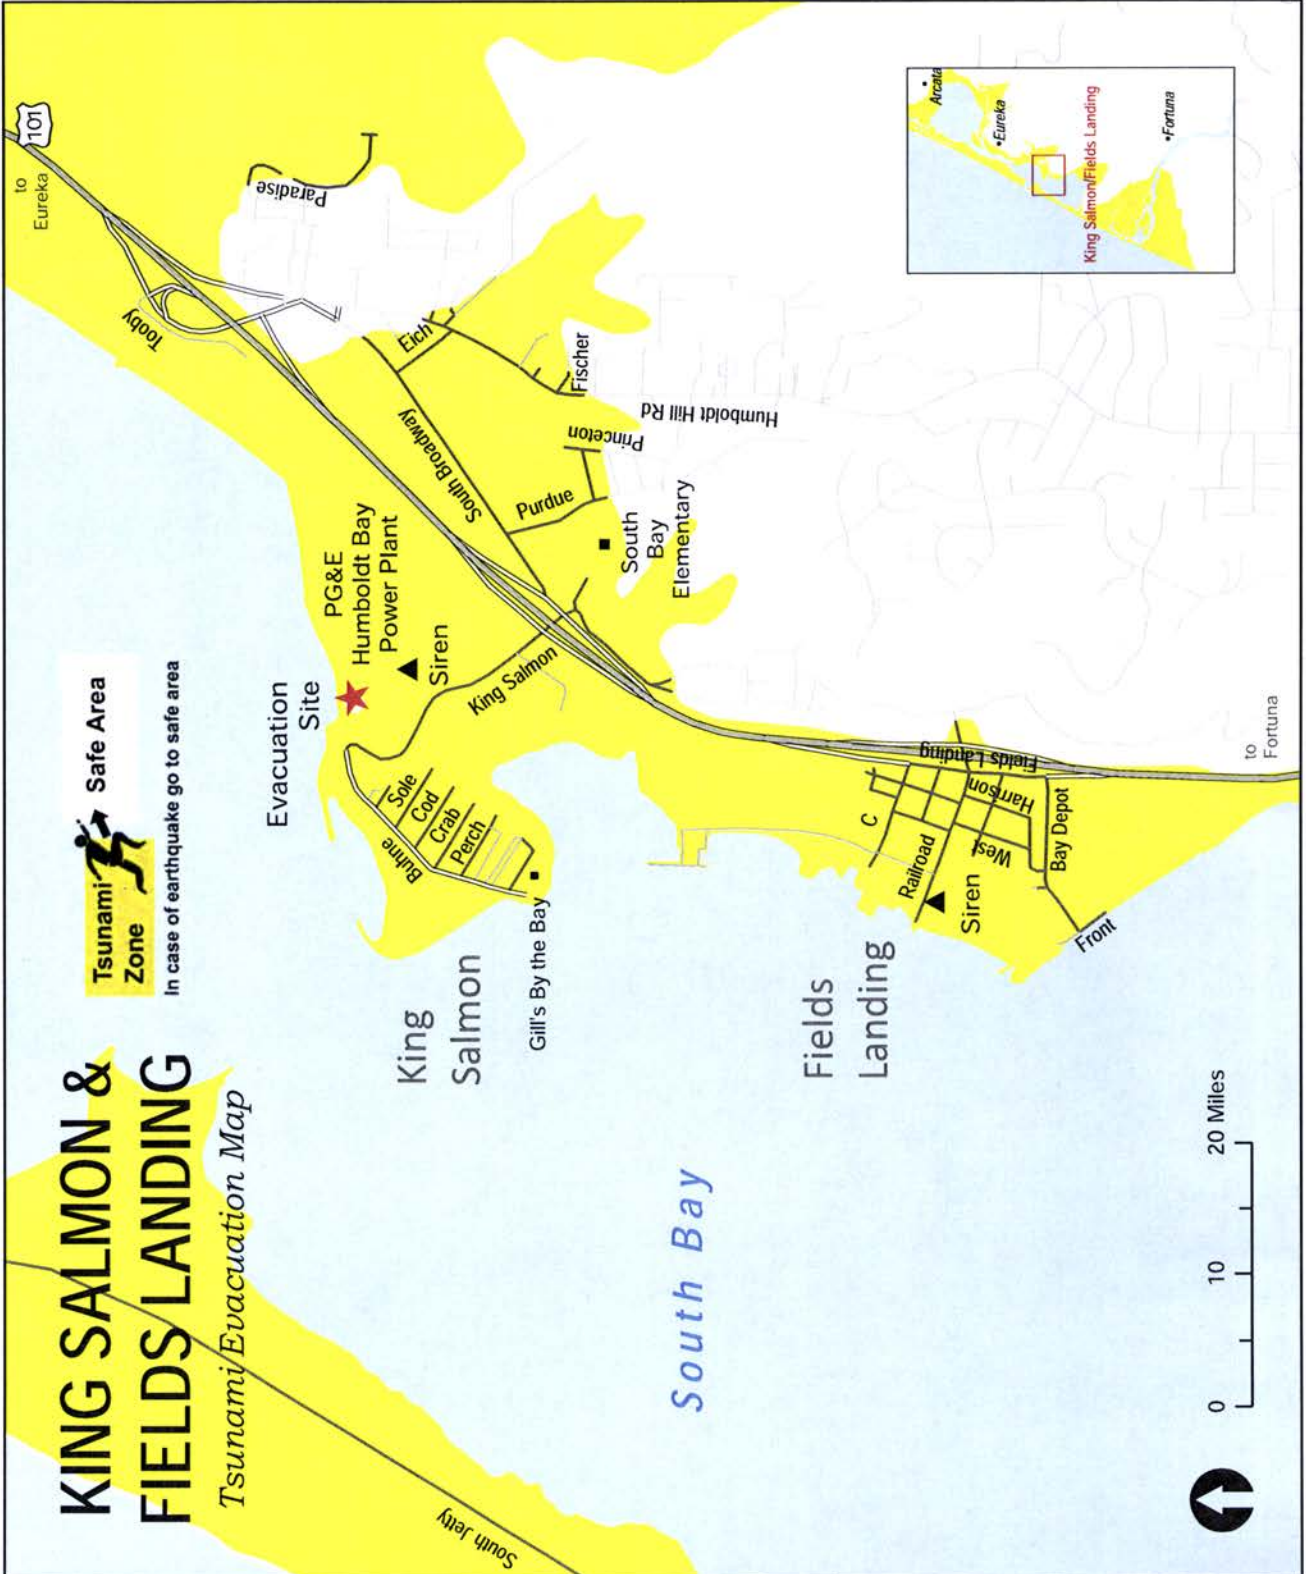 KING SALMON &
FIELDS LANDING
Tsunami Evacuation Map
Tsunami
Zone
Safe Area
In case of earthquake go to safe area
to
Eureka
101
Tooby
Paradise
Eich
Fischer
South Broadway
Humboldt Hill Rd
Princeton
Purdue
South
Bay
Elementary
PG&E
Humboldt Bay
Power Plant
Evacuation
Site
Siren
King Salmon
Sole
Cod
Crab
Perch
Buhne
Gill's By the Bay
King
Salmon
Fields
Landing
Fields Landing
Harrison
C
Railroad
West
Bay Depot
Siren
Front
to
Fortuna
South Bay
South Jetty
0 10 20 Miles
Arcata
Eureka
King Salmon/Fields Landing
Fortuna